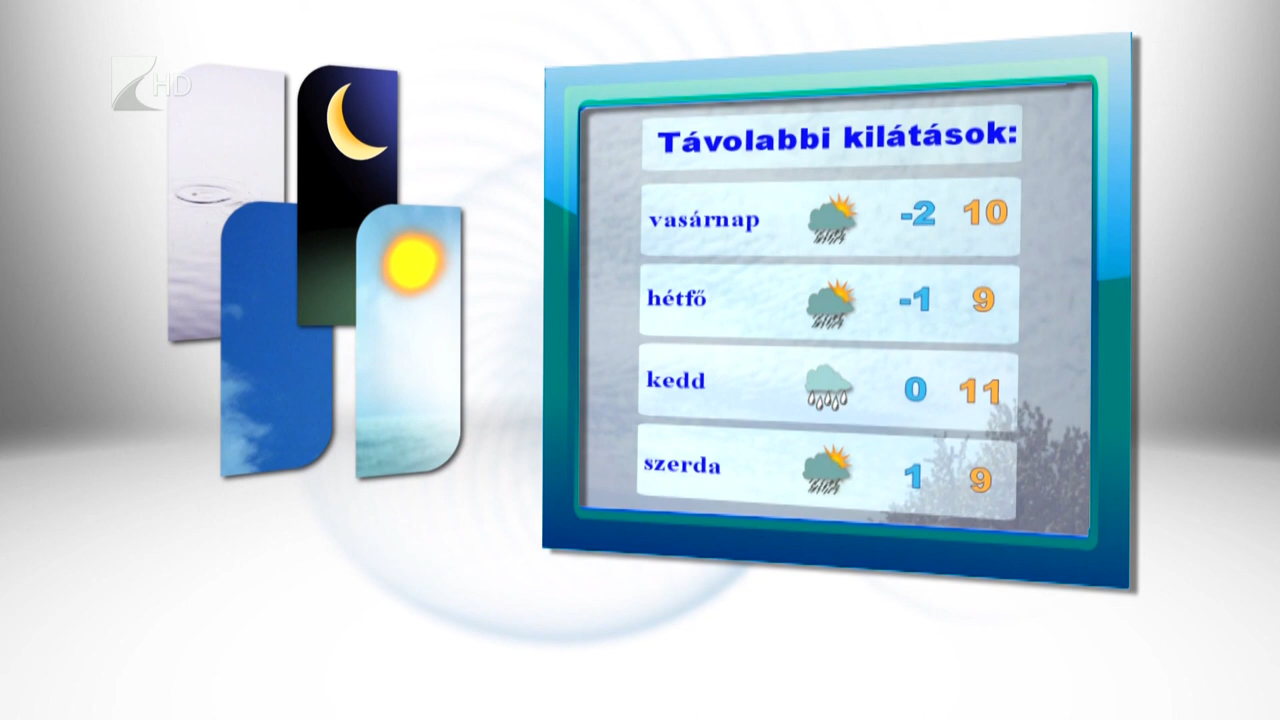 HD
Távolabbi kilátások:
vasárnap -2 10
hétfő -1 9
kedd 0 11
szerda 1 9